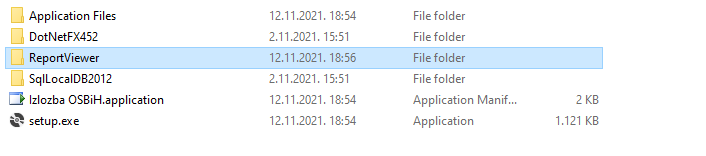 Application Files 12.11.2021. 18:54 File folder
DotNetFX452 2.11.2021. 15:51 File folder
ReportViewer 12.11.2021. 18:56 File folder
SqlLocalDB2012 2.11.2021. 15:51 File folder
Izlozba OSBiH.application 12.11.2021. 18:54 Application Manif... 2 KB
setup.exe 12.11.2021. 18:54 Application 1.121 KB